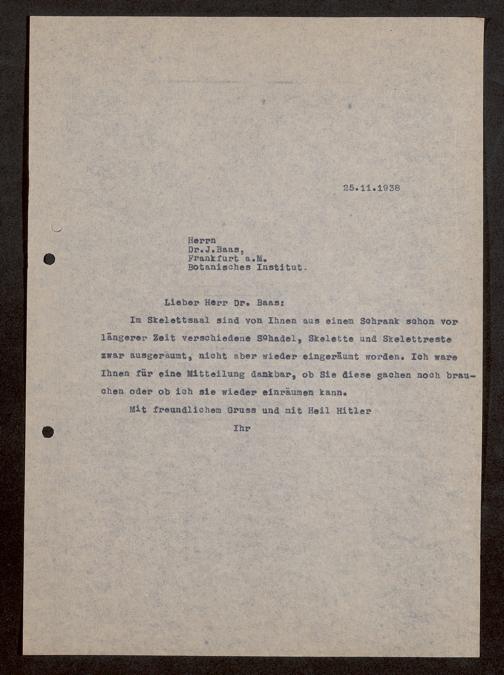 25.11.1938
Herrn
Dr.J.Baas,
Frankfurt a.M.
Botanisches Institut.
Lieber Herr Dr. Baas:
Im Skelettsaal sind von Ihnen aus einem Schrank schon vor
längerer Zeit verschiedene Schadel, Skelette und Skelettreste
zwar ausgeräumt, nicht aber wieder eingeräumt worden. Ich ware
Ihnen für eine Mitteilung dankbar, ob Sie diese gachen noch brau-
chen oder ob ich sie wieder einräumen kann.
Mit freundlichem Gruss und mit Heil Hitler
Ihr